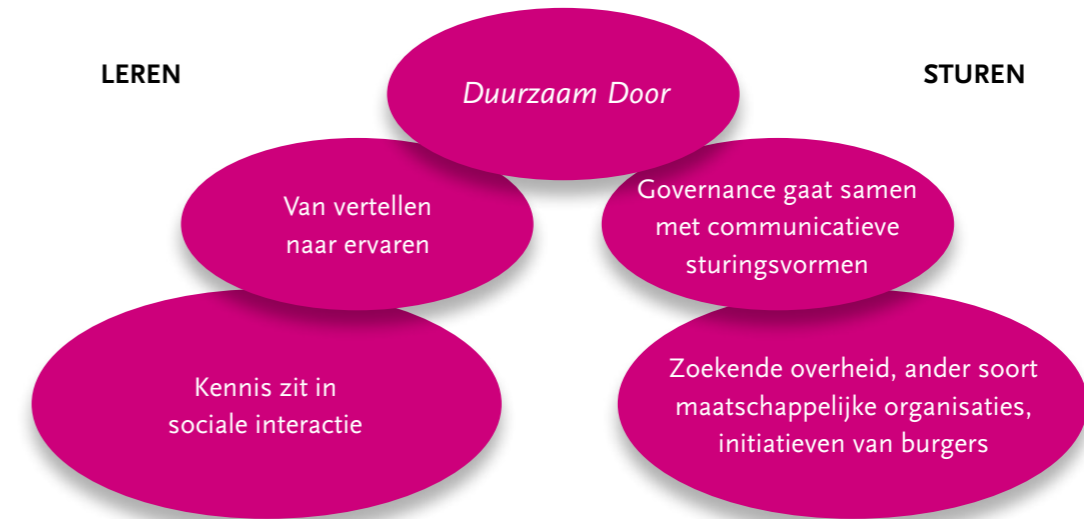 LEREN
STUREN
Duurzaam Door
Van vertellen
naar ervaren
Governance gaat samen
met communicatieve
sturingsvormen
Kennis zit in
sociale interactie
Zoekende overheid, ander soort
maatschappelijke organisaties,
initiatieven van burgers